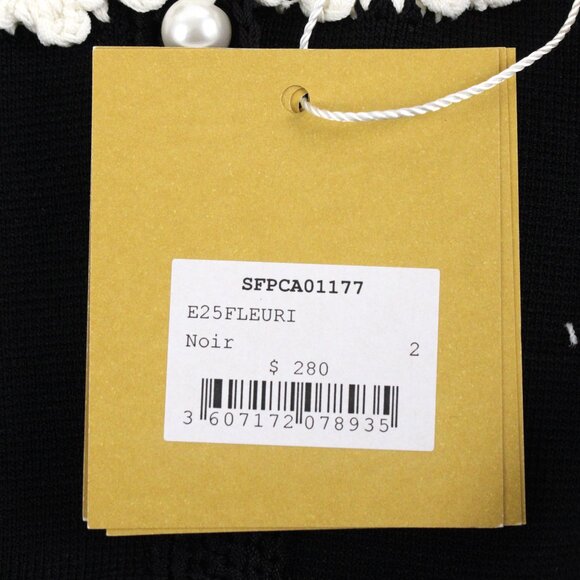 SFPCA01177
E25FLEURI
Noir 2
$ 280
3 607172 078935